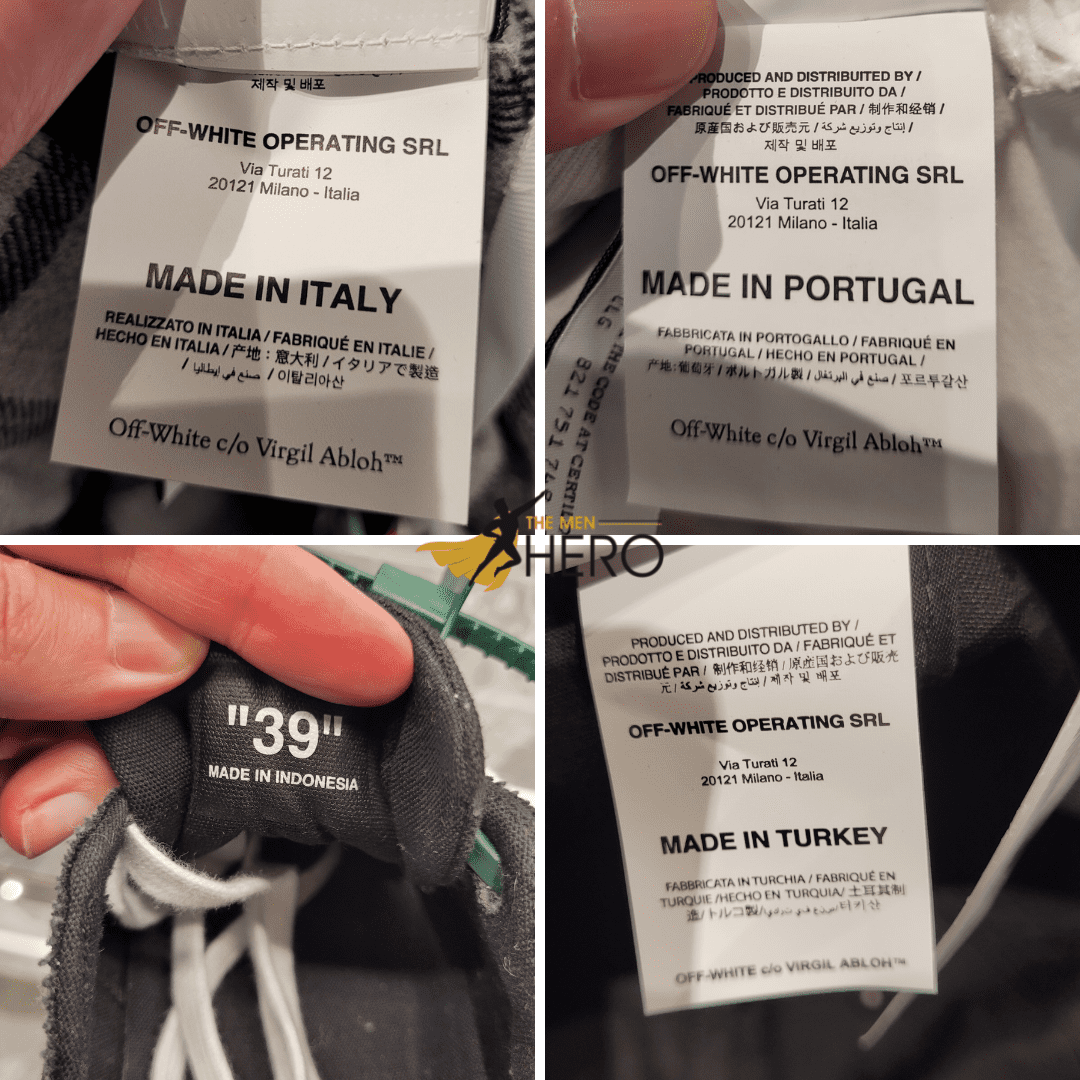 제작 및 배포
OFF-WHITE OPERATING SRL
Via Turati 12
20121 Milano - Italia
MADE IN ITALY
REALIZZATO IN ITALIA / FABRIQUÉ EN ITALIE /
HECHO EN ITALIA / 产地：意大利 / イタリアで製造
/ صنع في إيطاليا / 이탈리아산
Off-White c/o Virgil Abloh™
PRODUCED AND DISTRIBUITED BY /
PRODOTTO E DISTRIBUITO DA /
FABRIQUÉ ET DISTRIBUÉ PAR / 制作和经销 /
原産国および販売元 / إنتاج وتوزيع شركة /
제작 및 배포
OFF-WHITE OPERATING SRL
Via Turati 12
20121 Milano - Italia
MADE IN PORTUGAL
FABBRICATA IN PORTOGALLO / FABRIQUÉ EN
PORTUGAL / HECHO EN PORTUGAL /
产地：葡萄牙 / ポルトガル製 / صنع في البرتغال / 포르투갈산
Off-White c/o Virgil Abloh™
THE CODE AT CERTILO
821 751
THE MEN
HERO
"39"
MADE IN INDONESIA
PRODUCED AND DISTRIBUTED BY /
PRODOTTO E DISTRIBUITO DA / FABRIQUÉ ET
DISTRIBUÉ PAR / 制作和经销 / 原産国および販売
元 / إنتاج وتوزيع شركة / 제작 및 배포
OFF-WHITE OPERATING SRL
Via Turati 12
20121 Milano - Italia
MADE IN TURKEY
FABBRICATA IN TURCHIA / FABRIQUÉ EN
TURQUIE /HECHO EN TURQUIA/ 土耳其制
造/トルコ製/ /터키산
OFF-WHITE c/o VIRGIL ABLOH™